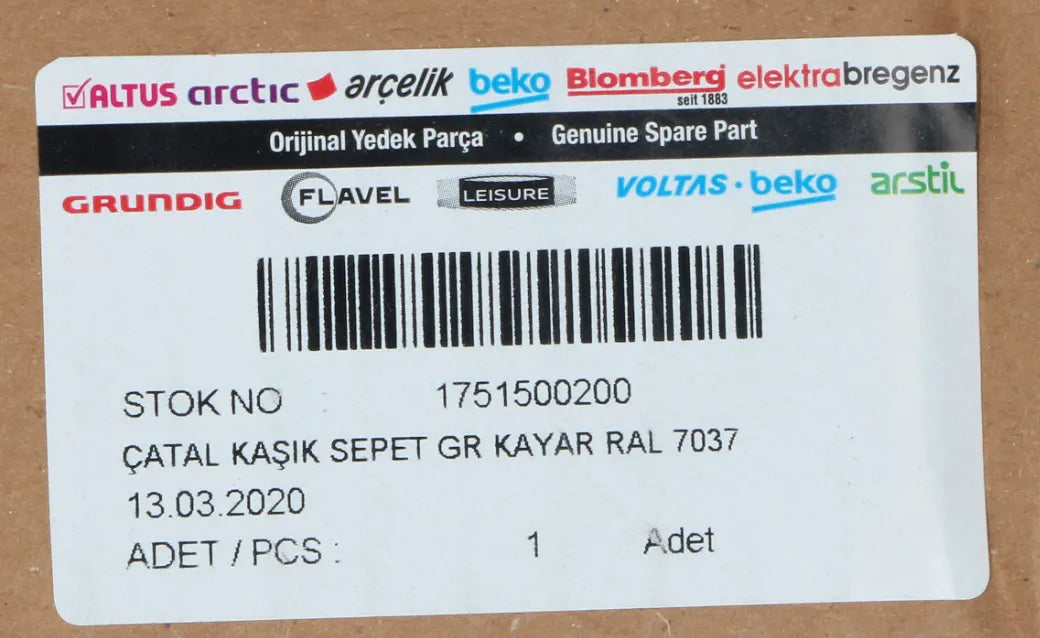 ALTUS arctic arçelik beko Blomberg seit 1883 elektrabregenz
Orijinal Yedek Parça • Genuine Spare Part
GRUNDIG FLAVEL LEISURE VOLTAS · beko arstil
STOK NO 1751500200
ÇATAL KAŞIK SEPET GR KAYAR RAL 7037
13.03.2020
ADET / PCS : 1 Adet